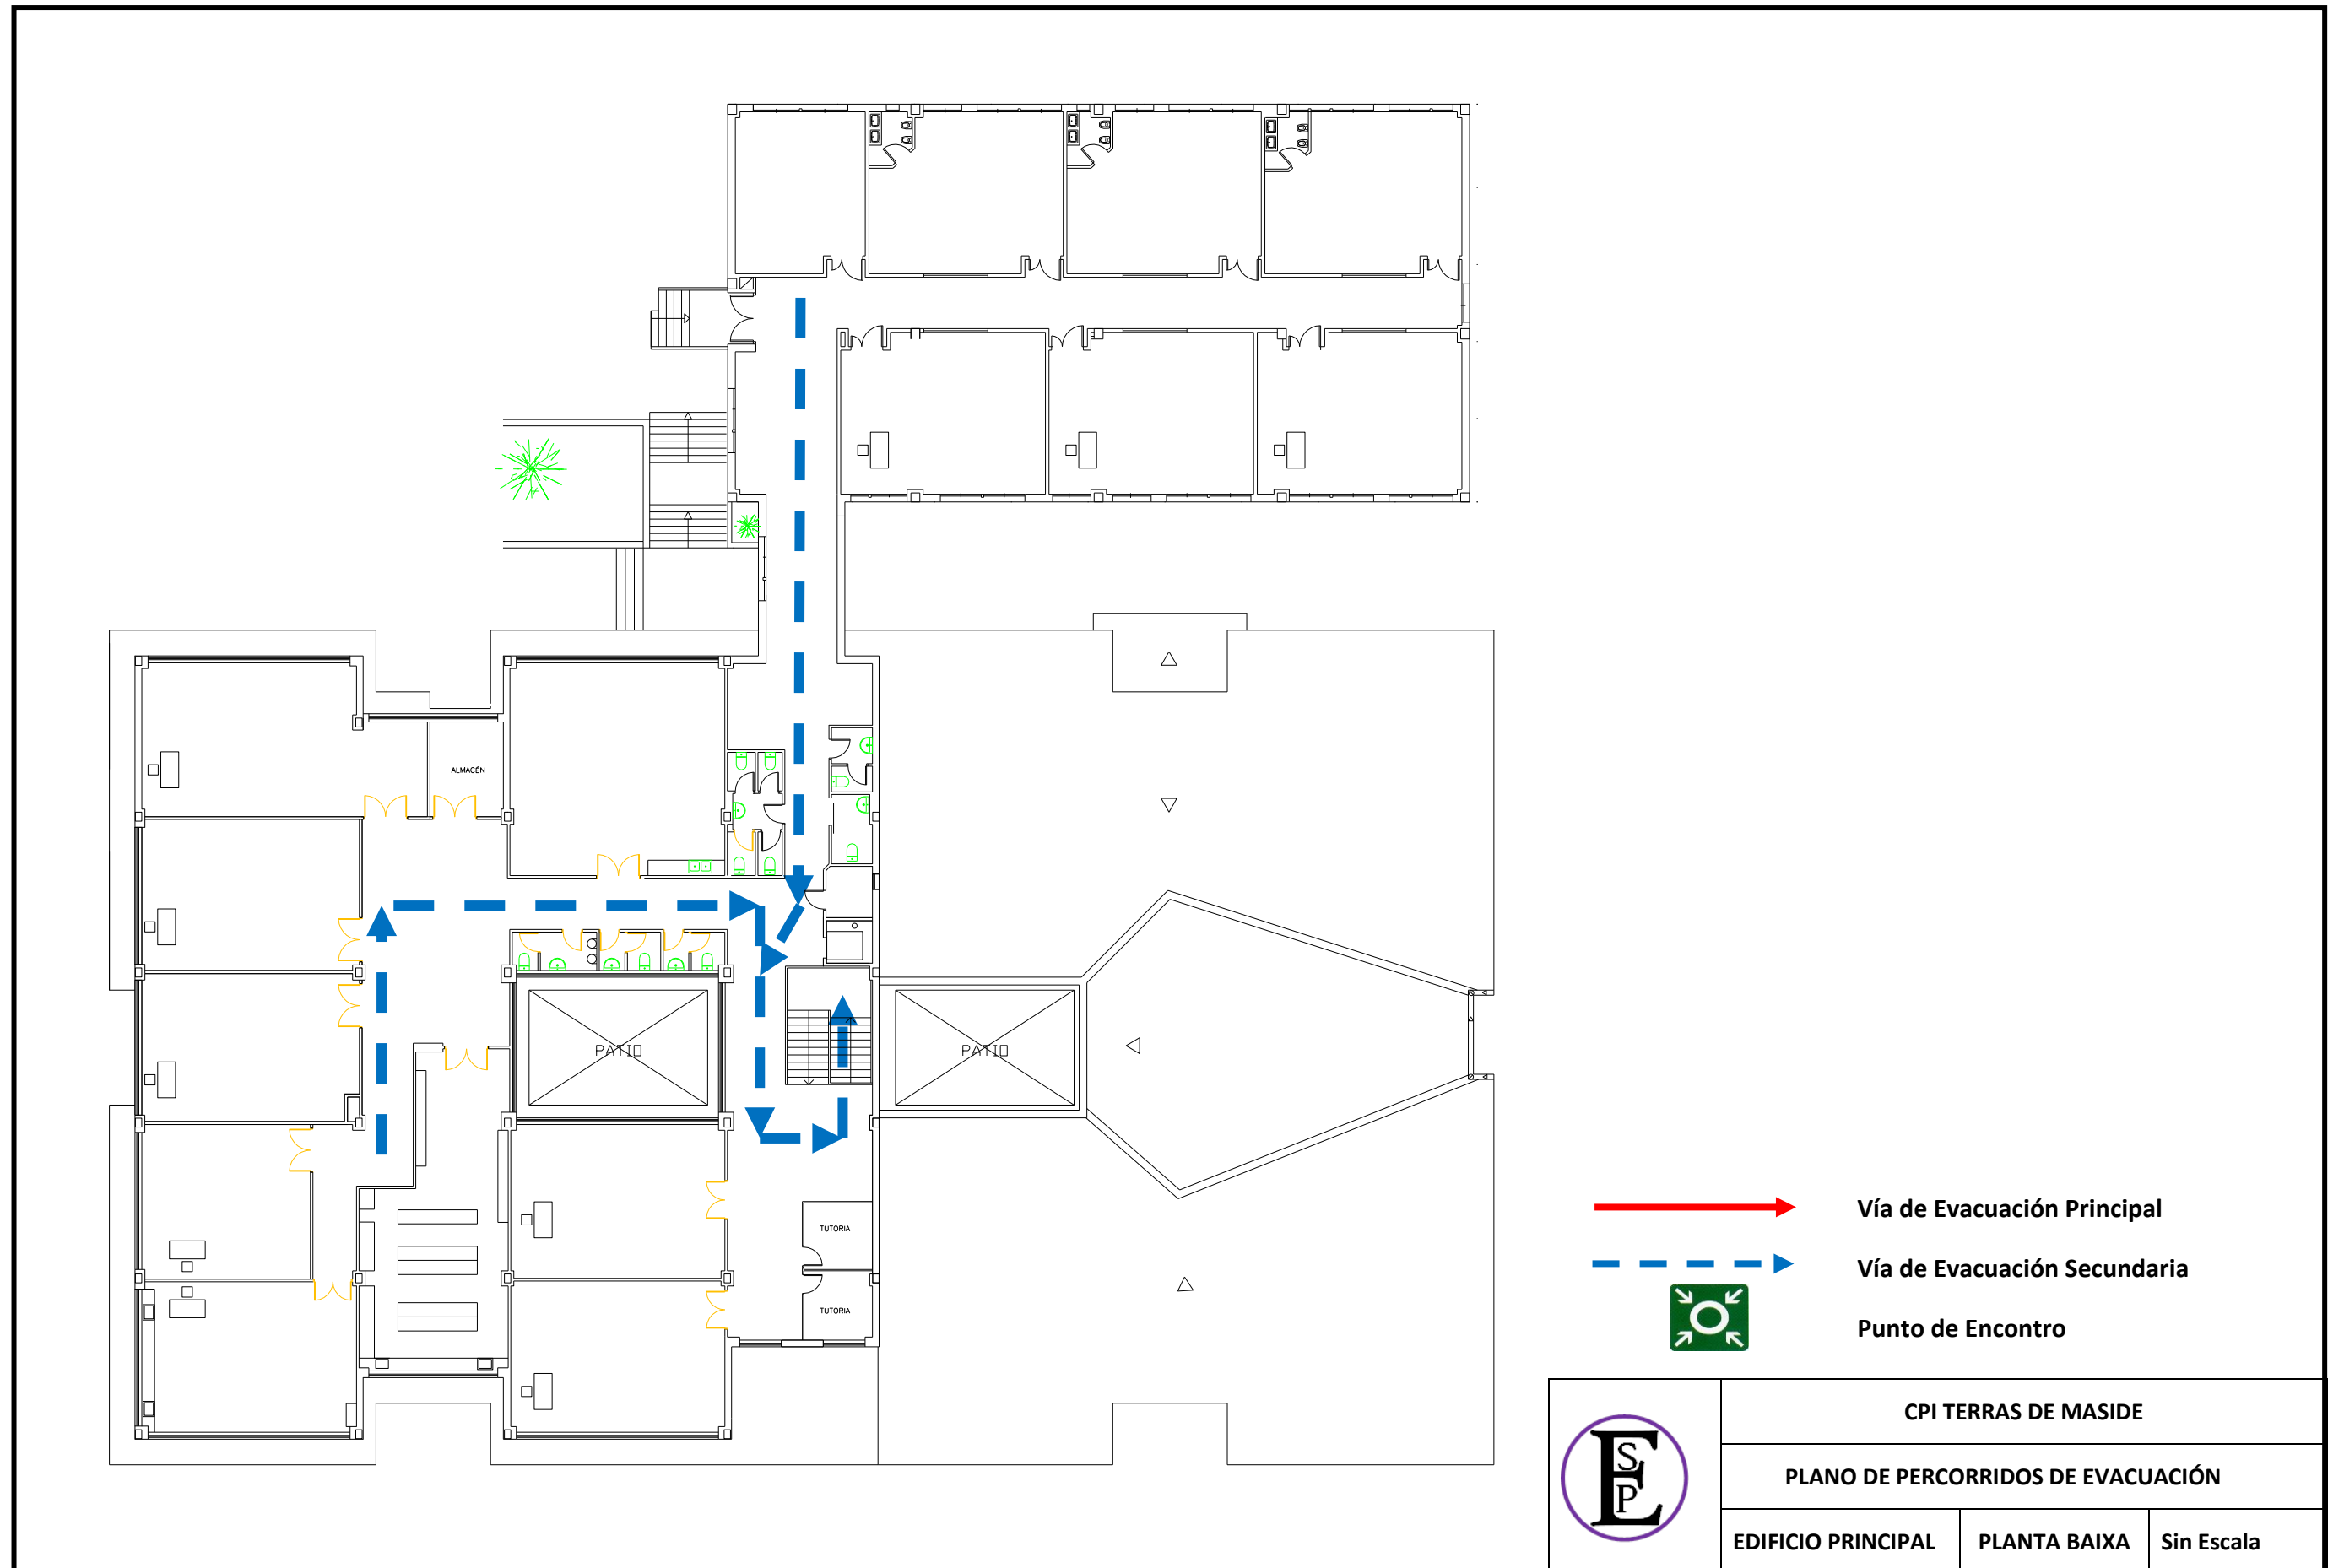 ALMACÉN
PATIO
PATIO
TUTORIA
TUTORIA
Vía de Evacuación Principal
Vía de Evacuación Secundaria
Punto de Encontro
ESP
CPI TERRAS DE MASIDE
PLANO DE PERCORRIDOS DE EVACUACIÓN
EDIFICIO PRINCIPAL
PLANTA BAIXA
Sin Escala